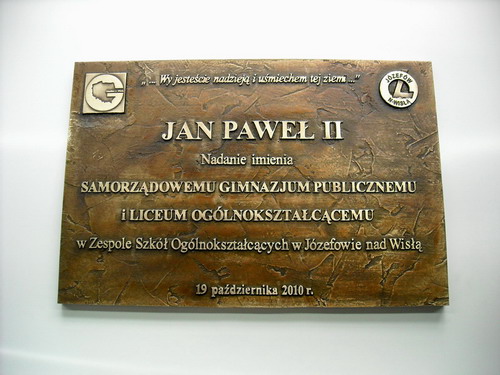 "... Wy jesteście nadzieją i uśmiechem tej ziemi ..."
JÓZEFÓW
N.WISŁĄ
JAN PAWEŁ II
Nadanie imienia
SAMORZĄDOWEMU GIMNAZJUM PUBLICZNEMU
i LICEUM OGÓLNOKSZTAŁCĄCEMU
w Zespole Szkół Ogólnokształcących w Józefowie nad Wisłą
19 października 2010 r.